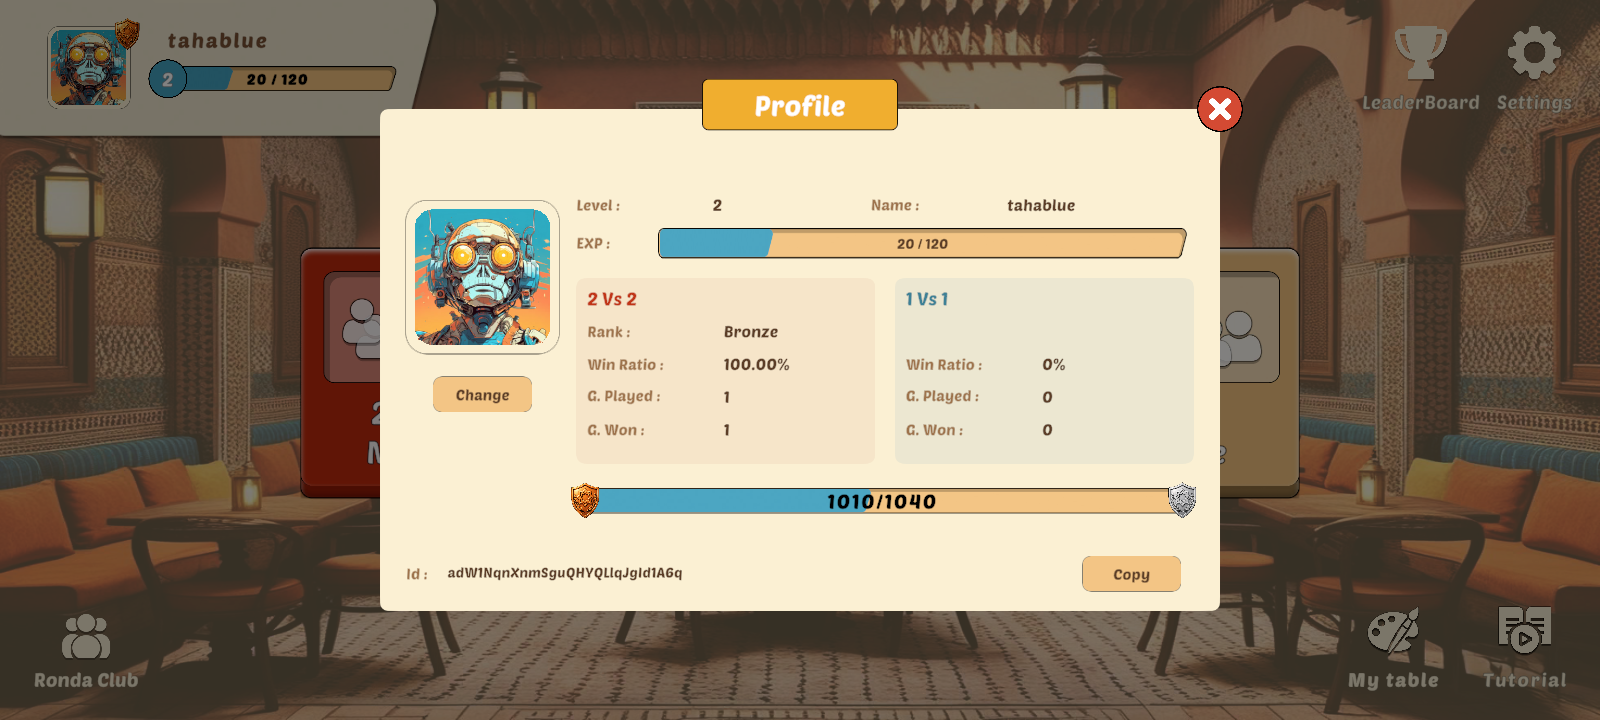 tahablue
2
20 / 120
LeaderBoard
Settings
Profile
Level :
2
Name :
tahablue
EXP :
20 / 120
2 Vs 2
Rank :
Bronze
Win Ratio :
100.00%
G. Played :
1
G. Won :
1
1 Vs 1
Win Ratio :
0%
G. Played :
0
G. Won :
0
Change
1010/1040
Id :
adW1NqnXnmSguQHYQLlqJgId1A6q
Copy
Ronda Club
My table
Tutorial